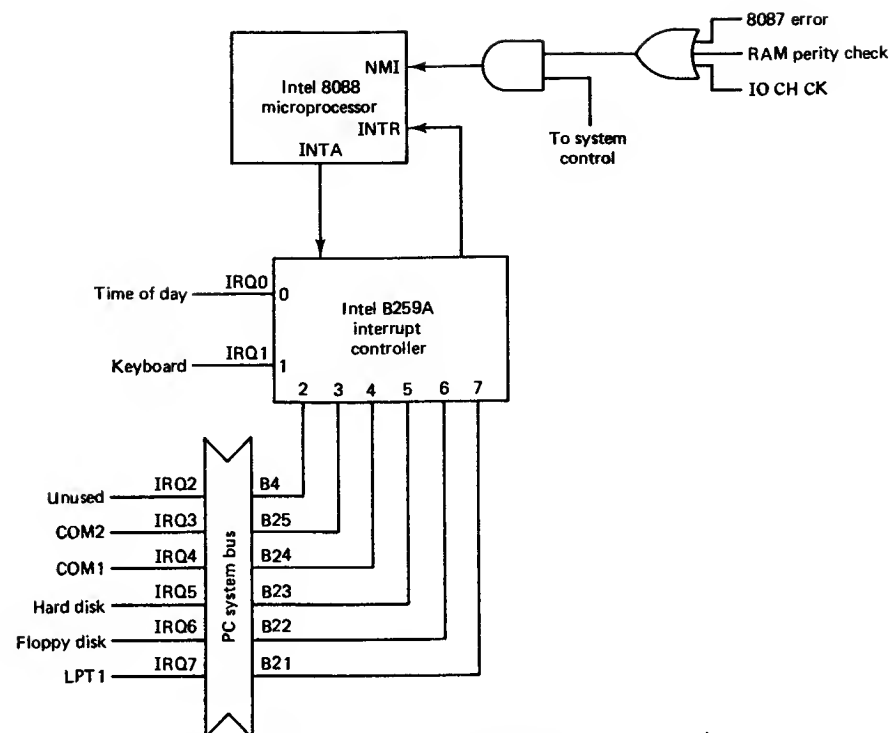 8087 error
RAM perity check
IO CH CK
NMI
Intel 8088
microprocessor
INTR
INTA
To system
control
Time of day
IRQ0
0
Intel B259A
interrupt
controller
Keyboard
IRQ1
1
2 3 4 5 6 7
Unused IRQ2 B4
COM2 IRQ3 B25
COM1 IRQ4 B24
Hard disk IRQ5 B23
Floppy disk IRQ6 B22
LPT1 IRQ7 B21
PC system bus